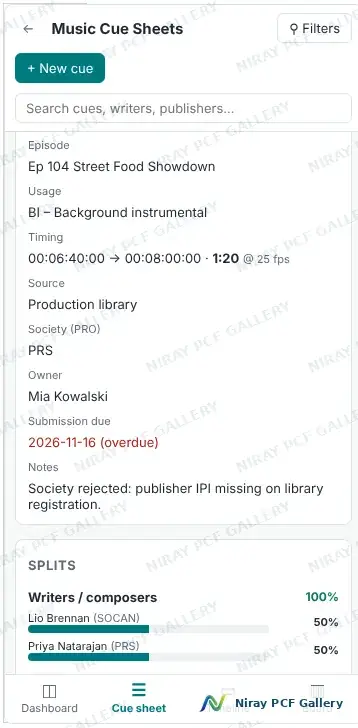 ← Music Cue Sheets
Filters
+ New cue
Search cues, writers, publishers...
Episode
Ep 104 Street Food Showdown
Usage
BI – Background instrumental
Timing
00:06:40:00 → 00:08:00:00 · 1:20 @ 25 fps
Source
Production library
Society (PRO)
PRS
Owner
Mia Kowalski
Submission due
2026-11-16 (overdue)
Notes
Society rejected: publisher IPI missing on library
registration.
SPLITS
Writers / composers 100%
Lio Brennan (SOCAN)
50%
Priya Natarajan (PRS)
50%
Dashboard
Cue sheet
Niray PCF Gallery
NIRAY PCF GALLERY